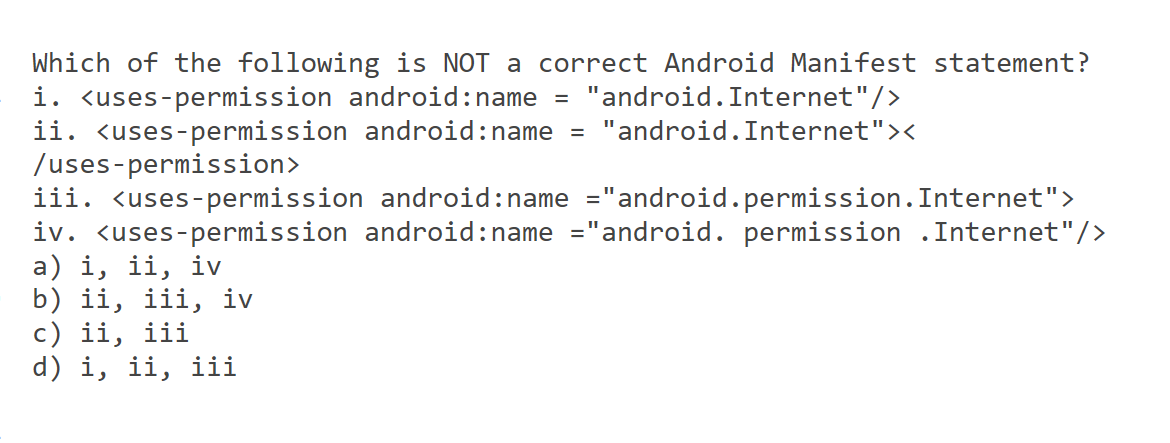 Which of the following is NOT a correct Android Manifest statement?
i. <uses-permission android:name = "android.Internet"/>
ii. <uses-permission android:name = "android.Internet"><
/uses-permission>
iii. <uses-permission android:name ="android.permission.Internet">
iv. <uses-permission android:name ="android. permission .Internet"/>
a) i, ii, iv
b) ii, iii, iv
c) ii, iii
d) i, ii, iii